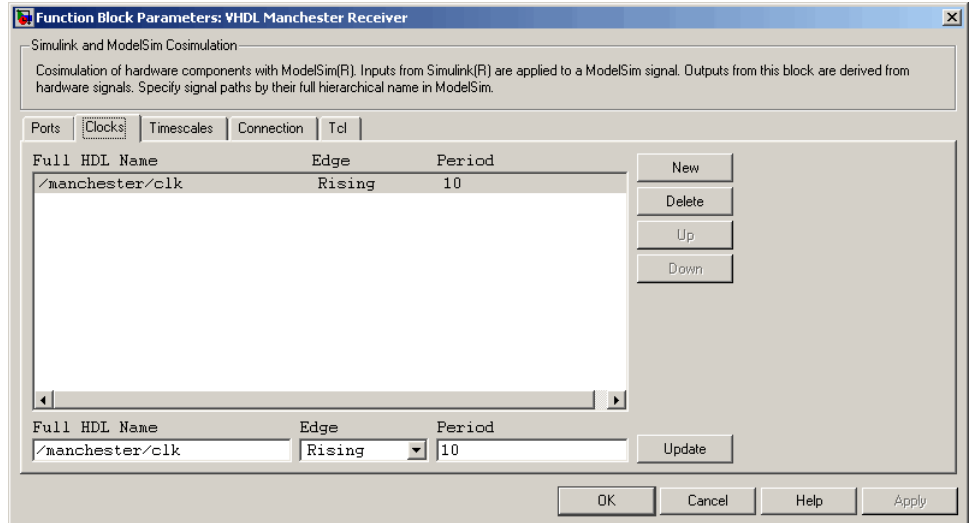 Function Block Parameters: VHDL Manchester Receiver
Simulink and ModelSim Cosimulation
Cosimulation of hardware components with ModelSim(R). Inputs from Simulink(R) are applied to a ModelSim signal. Outputs from this block are derived from
hardware signals. Specify signal paths by their full hierarchical name in ModelSim.
Ports Clocks Timescales Connection Tcl
Full HDL Name Edge Period
/manchester/clk Rising 10
New
Delete
Up
Down
Full HDL Name Edge Period
/manchester/clk Rising 10 Update
OK Cancel Help Apply